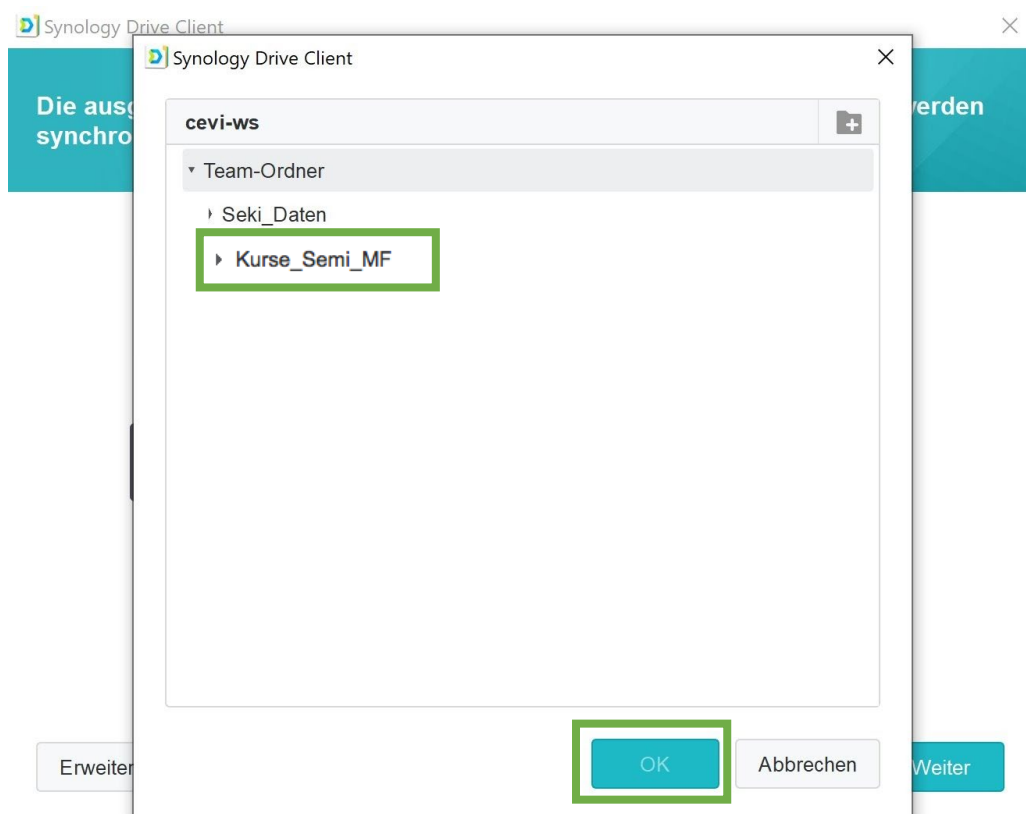 Synology Drive Client
Synology Drive Client
Die
synchro
werden
cevi-ws
Team-Ordner
Seki_Daten
Kurse_Semi_MF
OK
Abbrechen
Erweiter
Weiter